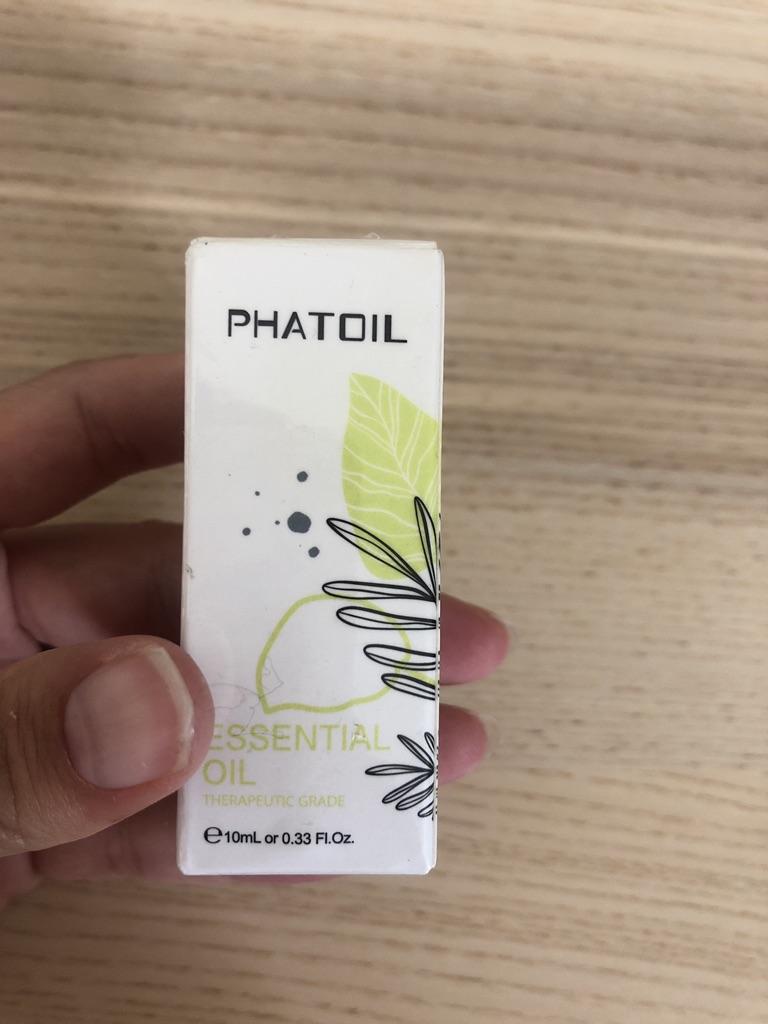 PHATOIL
ESSENTIAL
OIL
THERAPEUTIC GRADE
℮10mL or 0.33 Fl.Oz.